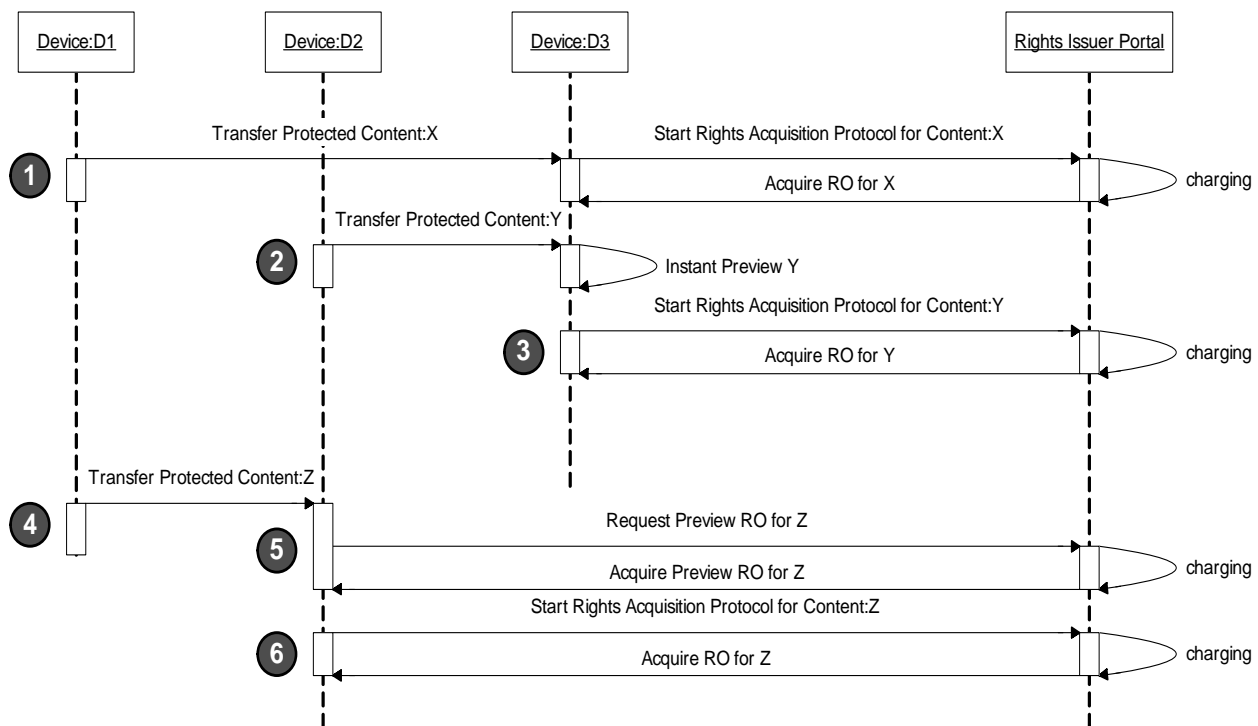 Device:D1
Device:D2
Device:D3
Rights Issuer Portal
Transfer Protected Content:X
Start Rights Acquisition Protocol for Content:X
1
Acquire RO for X
charging
Transfer Protected Content:Y
2
Instant Preview Y
Start Rights Acquisition Protocol for Content:Y
3
Acquire RO for Y
charging
Transfer Protected Content:Z
4
Request Preview RO for Z
5
Acquire Preview RO for Z
charging
Start Rights Acquisition Protocol for Content:Z
6
Acquire RO for Z
charging